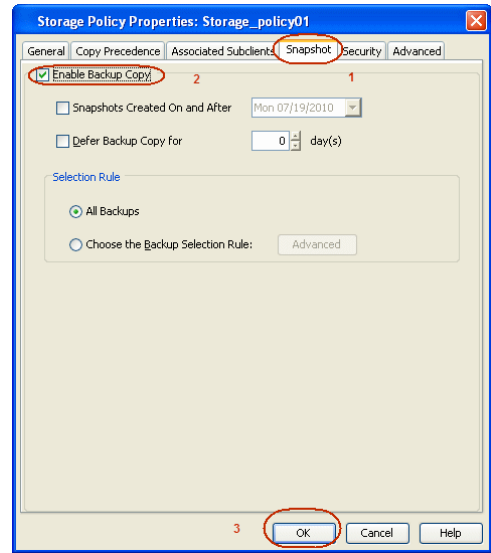 Storage Policy Properties: Storage_policy01
General Copy Precedence Associated Subclients Snapshot Security Advanced
Enable Backup Copy 2 1
Snapshots Created On and After Mon 07/19/2010
Defer Backup Copy for 0 day(s)
Selection Rule
All Backups
Choose the Backup Selection Rule: Advanced
3 OK Cancel Help